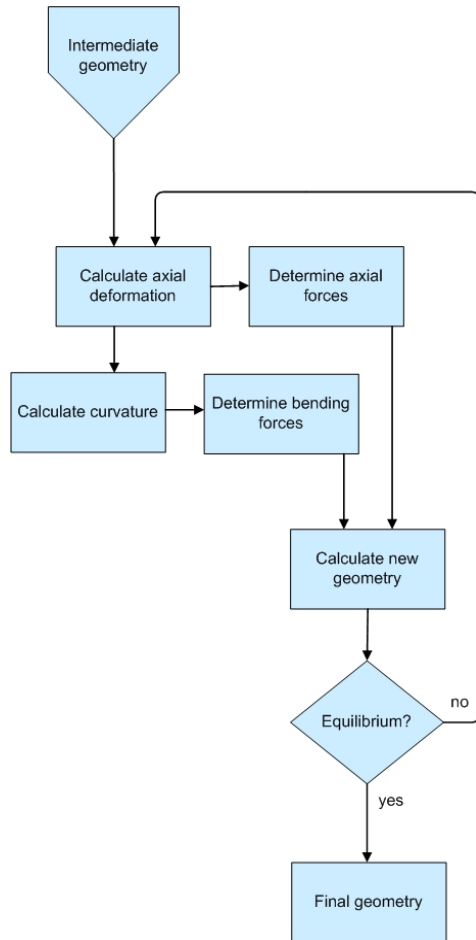 Intermediate
geometry
Calculate axial
deformation
Determine axial
forces
Calculate curvature
Determine bending
forces
Calculate new
geometry
Equilibrium?
no
yes
Final geometry